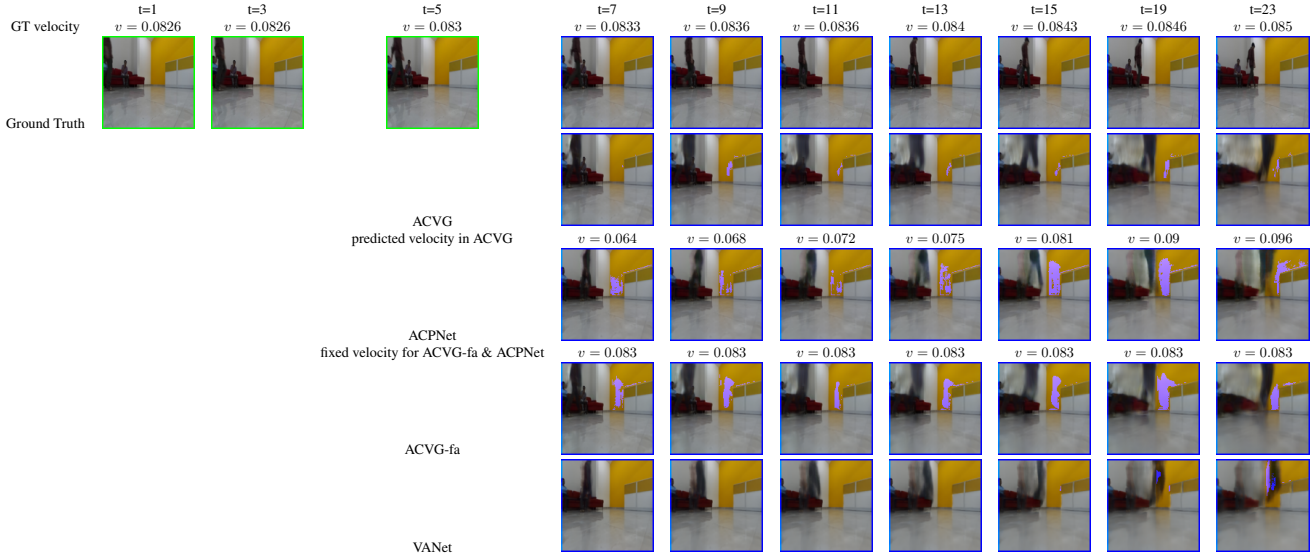 t=1 t=3 t=5 t=7 t=9 t=11 t=13 t=15 t=19 t=23
GT velocity v = 0.0826 v = 0.0826 v = 0.083 v = 0.0833 v = 0.0836 v = 0.0836 v = 0.084 v = 0.0843 v = 0.0846 v = 0.085
Ground Truth
ACVG
predicted velocity in ACVG v = 0.064 v = 0.068 v = 0.072 v = 0.075 v = 0.081 v = 0.09 v = 0.096
ACPNet
fixed velocity for ACVG-fa & ACPNet v = 0.083 v = 0.083 v = 0.083 v = 0.083 v = 0.083 v = 0.083 v = 0.083
ACVG-fa
VANet